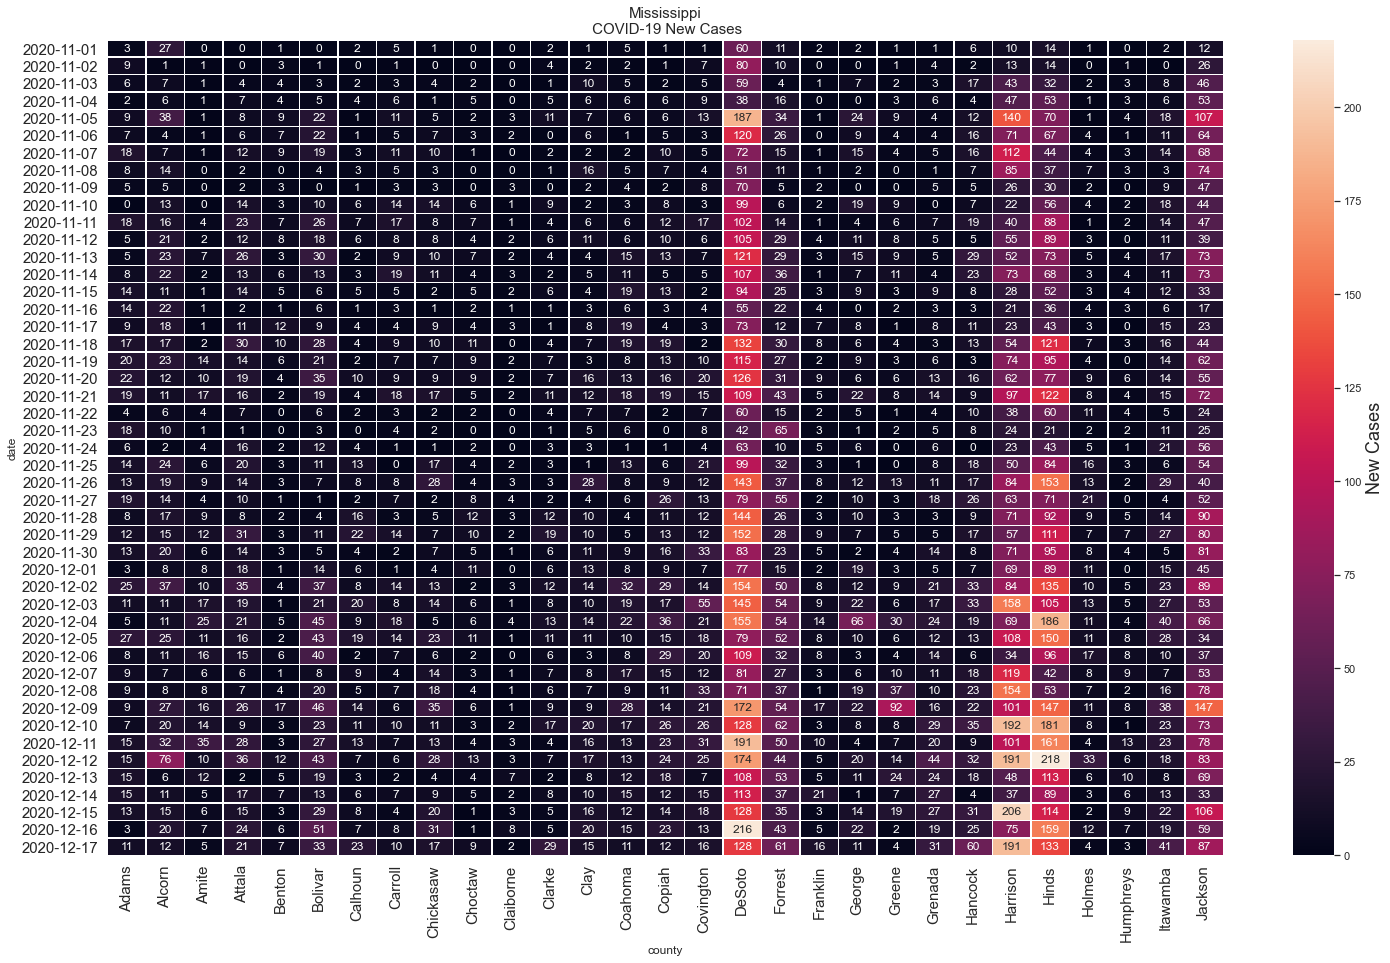 Mississippi
COVID-19 New Cases
2020-11-01 3 27 0 0 1 0 2 5 1 0 0 2 1 5 1 1 60 11 2 2 1 1 6 10 14 1 0 2 12
2020-11-02 9 1 1 0 3 1 0 1 0 0 0 4 2 2 1 7 80 10 0 0 1 4 2 13 14 0 1 0 26
2020-11-03 6 7 1 4 4 3 2 3 4 2 0 1 10 5 2 5 59 4 1 7 2 3 17 43 32 2 3 8 46
2020-11-04 2 6 1 7 4 5 4 6 1 5 0 5 6 6 6 9 38 16 0 0 3 6 4 47 53 1 3 6 53
2020-11-05 9 38 1 8 9 22 1 11 5 2 3 11 7 6 6 13 187 34 1 24 9 4 12 140 70 1 4 18 107
2020-11-06 7 4 1 6 7 22 1 5 7 3 2 0 6 1 3 5 120 26 0 9 4 4 16 71 67 4 1 11 64
2020-11-07 18 7 1 12 9 19 3 11 10 1 0 2 2 2 10 5 72 15 1 15 4 5 16 112 44 4 3 14 68
2020-11-08 8 14 0 2 0 4 3 5 3 0 0 1 16 5 7 4 51 11 1 2 0 1 7 85 37 7 3 3 74
2020-11-09 5 5 0 2 3 0 1 3 3 0 3 0 2 4 2 8 70 5 2 0 0 5 5 26 30 2 0 9 47
2020-11-10 0 13 0 14 3 10 6 14 14 6 1 9 2 3 8 3 99 6 2 19 9 0 7 22 56 4 2 18 44
2020-11-11 18 16 4 23 7 26 7 17 8 7 1 4 6 6 12 17 102 14 1 4 6 7 19 40 88 1 2 14 47
2020-11-12 5 21 2 12 8 18 6 8 8 4 2 6 11 6 10 6 105 29 4 11 8 5 5 55 89 3 0 11 39
2020-11-13 5 23 7 26 3 30 2 9 10 7 2 4 4 15 13 7 121 29 3 15 9 5 29 52 73 5 4 17 73
2020-11-14 8 22 2 13 6 13 3 19 11 4 3 2 5 11 5 5 107 36 1 7 11 4 23 73 68 3 4 11 73
2020-11-15 14 11 1 14 5 6 5 5 2 5 2 6 4 19 13 2 94 25 3 9 3 9 8 28 52 3 4 12 33
2020-11-16 14 22 1 2 1 6 1 3 1 2 1 1 3 6 3 4 55 22 4 0 2 3 3 21 36 4 3 6 17
2020-11-17 9 18 1 11 12 9 4 4 9 4 3 1 8 19 4 3 73 12 7 8 1 8 11 23 43 3 0 15 23
2020-11-18 17 17 2 30 10 28 4 9 10 11 0 4 7 19 19 2 132 30 8 6 4 3 13 54 121 7 3 16 44
2020-11-19 20 23 14 14 6 21 2 7 7 9 2 7 3 8 13 10 115 27 2 9 3 6 3 74 95 4 0 14 62
2020-11-20 22 12 10 19 4 35 10 9 9 9 2 7 16 13 16 20 126 31 9 6 6 13 16 62 77 9 6 14 55
2020-11-21 19 11 17 16 2 19 4 18 17 5 2 11 12 18 19 15 109 43 5 22 8 14 9 97 122 8 4 15 72
2020-11-22 4 6 4 7 0 6 2 3 2 2 0 4 7 7 2 7 60 15 2 5 1 4 10 38 60 11 4 5 24
2020-11-23 18 10 1 1 0 3 0 4 2 0 0 1 5 6 0 8 42 65 3 1 2 5 8 24 21 2 2 11 25
2020-11-24 6 2 4 16 2 12 4 1 1 2 0 3 3 1 1 4 63 10 5 6 0 6 0 23 43 5 1 21 56
2020-11-25 14 24 6 20 3 11 13 0 17 4 2 3 1 13 6 21 99 32 3 1 0 8 18 50 84 16 3 6 54
2020-11-26 13 19 9 14 3 7 8 8 28 4 3 3 28 8 9 12 143 37 8 12 13 11 17 84 153 13 2 29 40
2020-11-27 19 14 4 10 1 1 2 7 2 8 4 2 4 6 26 13 79 55 2 10 3 18 26 63 71 21 0 4 52
2020-11-28 8 17 9 8 2 4 16 3 5 12 3 12 10 4 11 12 144 26 3 10 3 3 9 71 92 9 5 14 90
2020-11-29 12 15 12 31 3 11 22 14 7 10 2 19 10 5 13 12 152 28 9 7 5 5 17 57 111 7 7 27 80
2020-11-30 13 20 6 14 3 5 4 2 7 5 1 6 11 9 16 33 83 23 5 2 4 14 8 71 95 8 4 5 81
2020-12-01 3 8 8 18 1 14 6 1 4 11 0 6 13 8 9 7 77 15 2 19 3 5 7 69 89 11 0 15 45
2020-12-02 25 37 10 35 4 37 8 14 13 2 3 12 14 32 29 14 154 50 8 12 9 21 33 84 135 10 5 23 89
2020-12-03 11 11 17 19 1 21 20 8 14 6 1 8 10 19 17 55 145 54 9 22 6 17 33 158 105 13 5 27 53
2020-12-04 5 11 25 21 5 45 9 18 5 6 4 13 14 22 36 21 155 54 14 66 30 24 19 69 186 11 4 40 66
2020-12-05 27 25 11 16 2 43 19 14 23 11 1 11 11 10 15 18 79 52 8 10 6 12 13 108 150 11 8 28 34
2020-12-06 8 11 16 15 6 40 2 7 6 2 0 6 3 8 29 20 109 32 8 3 4 14 6 34 96 17 8 10 37
2020-12-07 9 7 6 6 1 8 9 4 14 3 1 7 8 17 15 12 81 27 3 6 10 11 18 119 42 8 9 7 53
2020-12-08 9 8 8 7 4 20 5 7 18 4 1 6 7 9 11 33 71 37 1 19 37 10 23 154 53 7 2 16 78
2020-12-09 9 27 16 26 17 46 14 6 35 6 1 9 9 28 14 21 172 54 17 22 92 16 22 101 147 11 8 38 147
2020-12-10 7 20 14 9 3 23 11 10 11 3 2 17 20 17 26 26 128 62 3 8 8 29 35 192 181 8 1 23 73
2020-12-11 15 32 35 28 3 27 13 7 13 4 3 4 16 13 23 31 191 50 10 4 7 20 9 101 161 4 13 23 78
2020-12-12 15 76 10 36 12 43 7 6 28 13 3 7 17 13 24 25 174 44 5 20 14 44 32 191 218 33 6 18 83
2020-12-13 15 6 12 2 5 19 3 2 4 4 7 2 8 12 18 7 108 53 5 11 24 24 18 48 113 6 10 8 69
2020-12-14 15 11 5 17 7 13 6 7 9 5 2 8 10 15 12 12 113 37 21 1 7 27 4 37 89 3 6 13 33
2020-12-15 13 15 6 15 3 29 8 4 20 1 3 5 16 12 14 18 128 35 3 14 19 27 31 206 114 2 9 22 106
2020-12-16 3 20 7 24 6 51 7 8 31 1 8 5 20 15 23 13 216 43 5 22 2 19 25 75 159 12 7 19 59
2020-12-17 11 12 5 21 7 33 23 10 17 9 2 29 15 11 12 16 128 61 16 11 4 31 60 191 133 4 3 41 87
Adams Alcorn Amite Attala Benton Bolivar Calhoun Carroll Chickasaw Choctaw Claiborne Clarke Clay Coahoma Copiah Covington DeSoto Forrest Franklin George Greene Grenada Hancock Harrison Hinds Holmes Humphreys Itawamba Jackson
county
date
200
175
150
125
100
75
50
25
0
New Cases